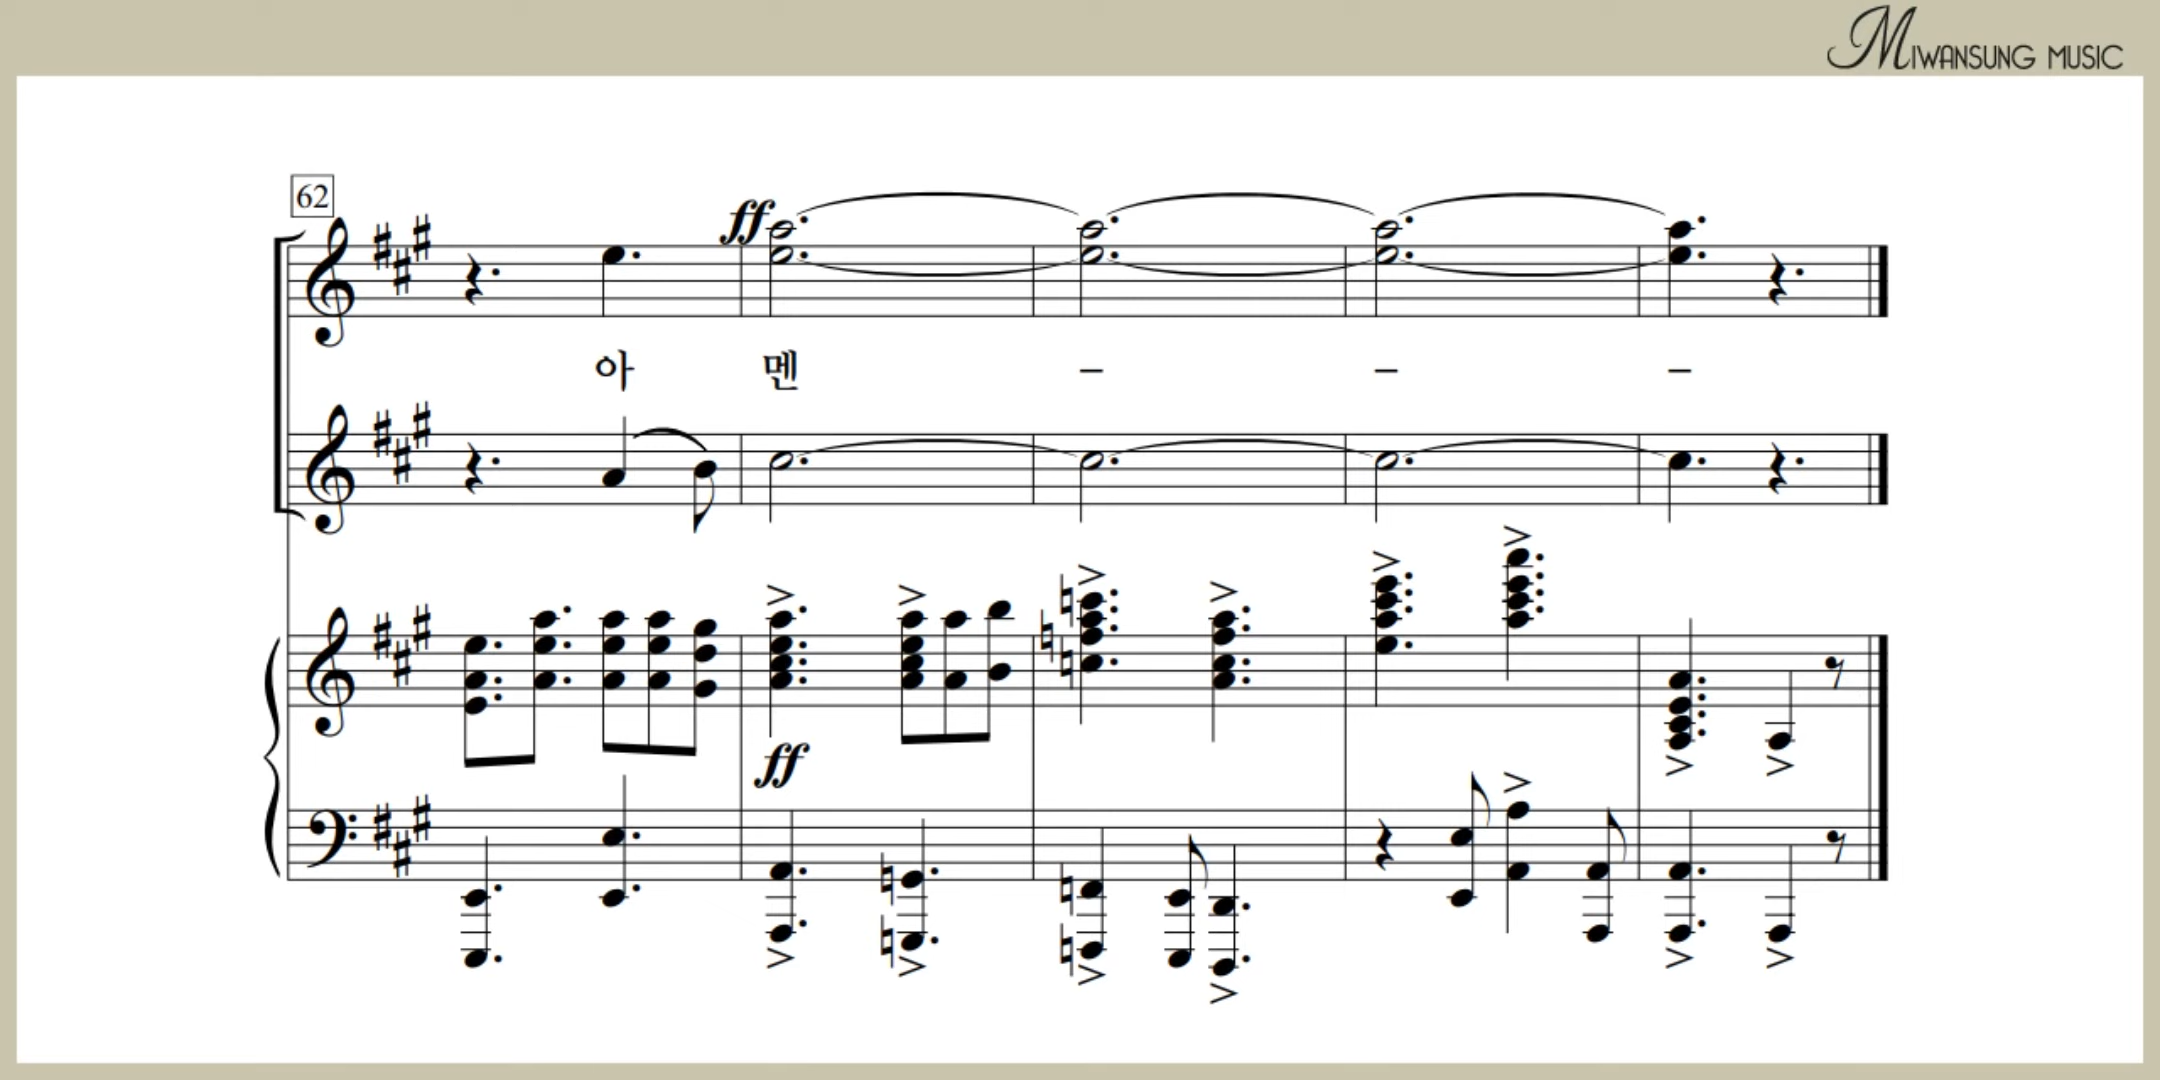 MIWANSUNG MUSIC
62
ff
아 멘 – – –
ff